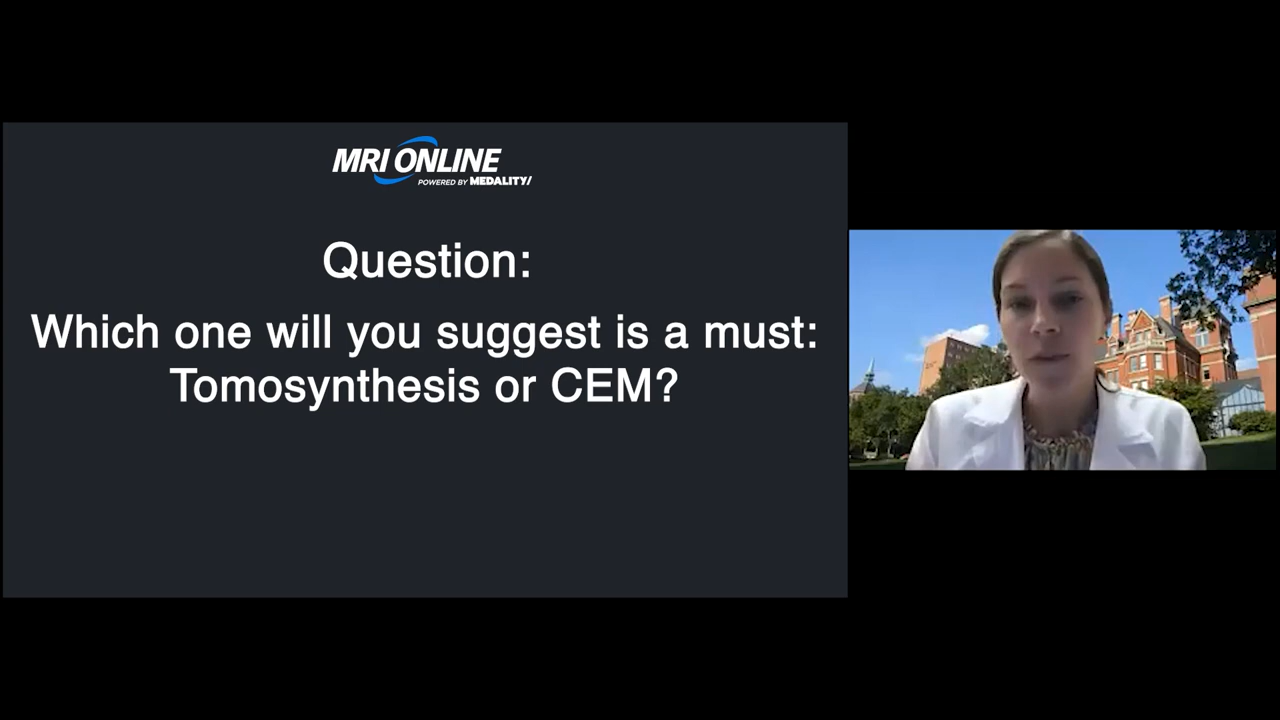 MRI ONLINE
POWERED BY MEDALITY/
Question:
Which one will you suggest is a must:
Tomosynthesis or CEM?